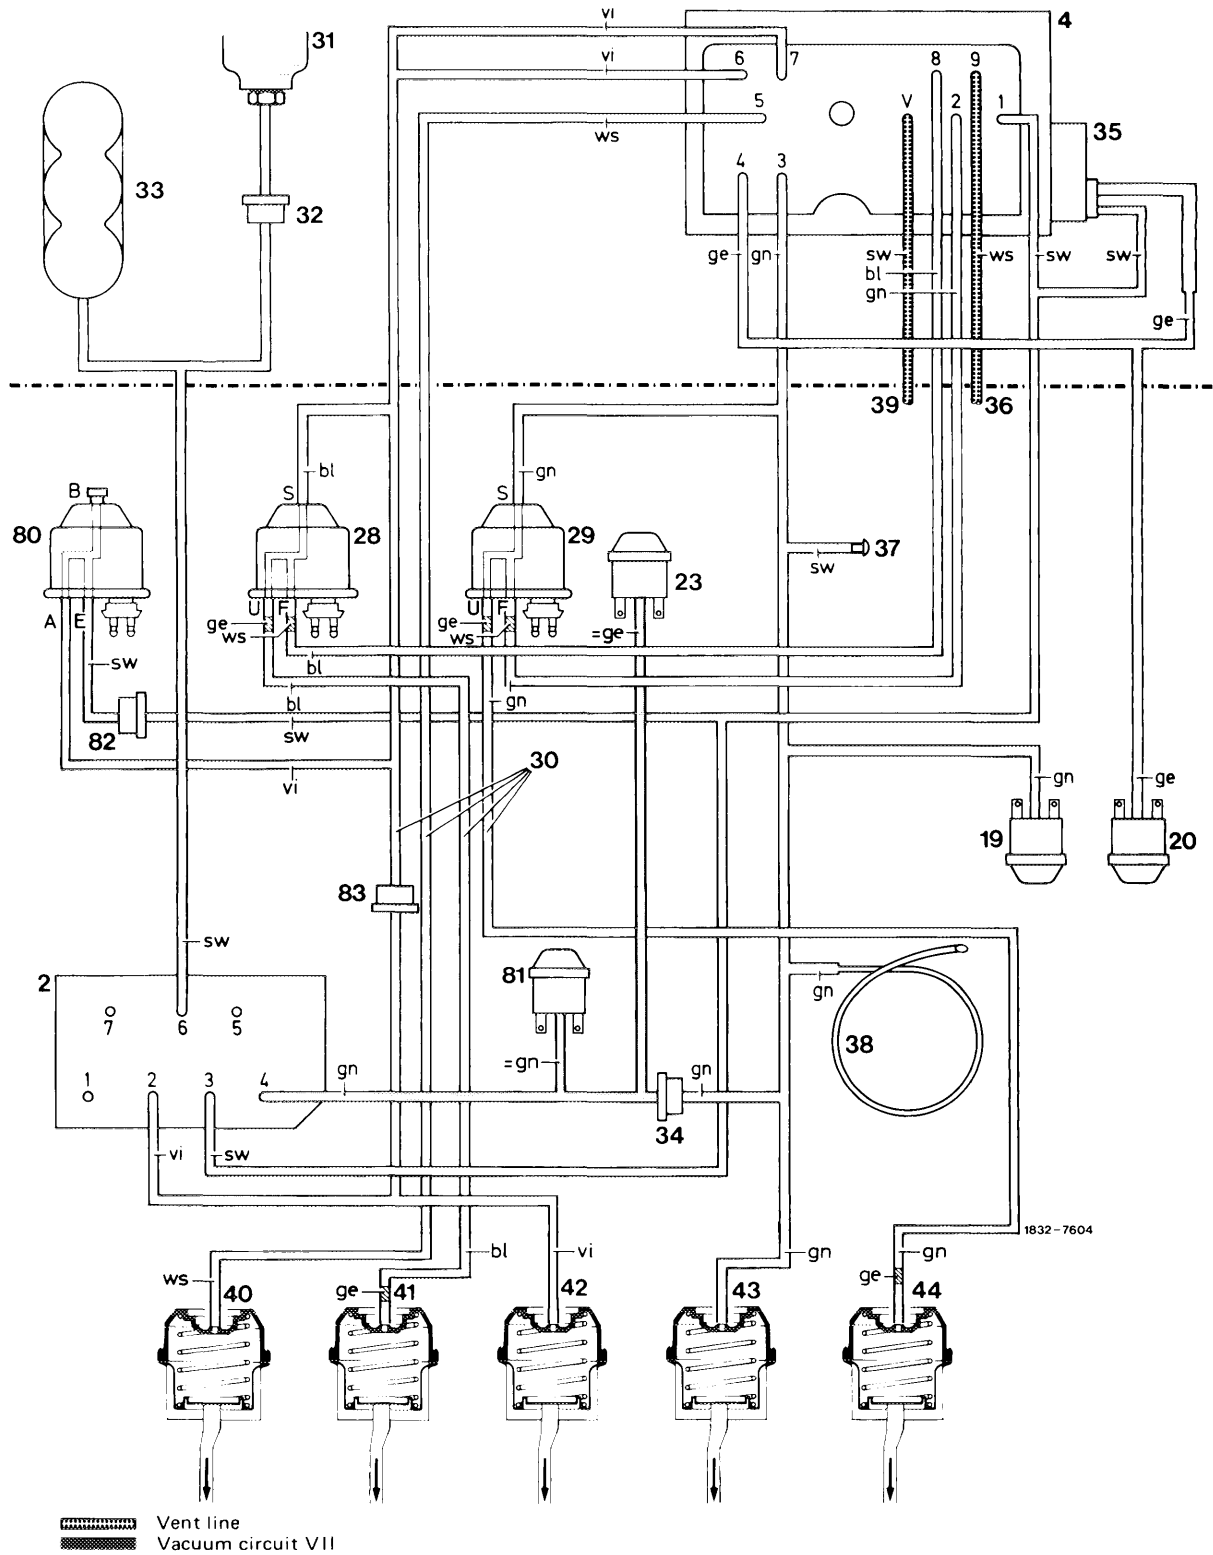 vi
31
4
vi
6
7
8
9
5
V
2
1
ws
35
33
4
3
32
ge
gn
sw
ws
sw
sw
bl
gn
ge
39
36
bl
gn
B
S
S
80
28
29
37
sw
23
A
E
U
F
U
F
ge
ws
ge
ws
=ge
sw
bl
bl
gn
82
sw
30
vi
gn
ge
19
20
83
sw
2
81
gn
7
6
5
38
=gn
1
2
3
4
gn
gn
34
vi
sw
1832-7604
bl
vi
gn
gn
ws
ge
ge
40
41
42
43
44
Vent line
Vacuum circuit VII